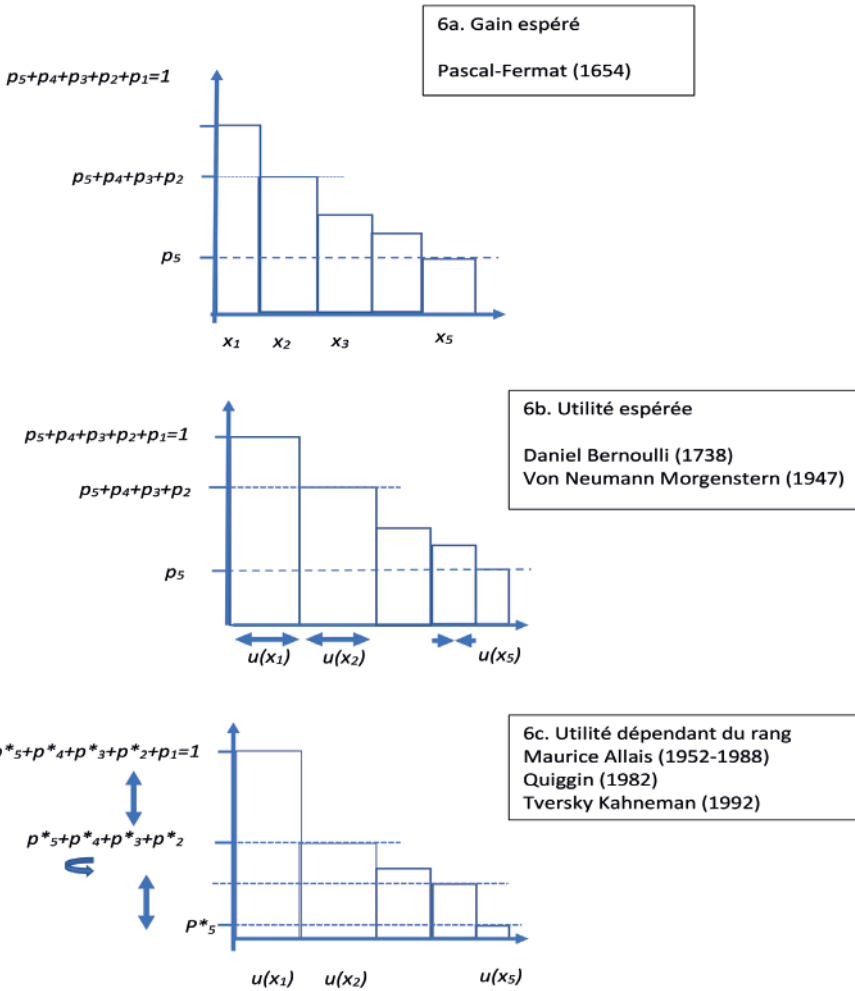 6a. Gain espéré
Pascal-Fermat (1654)
p₅+p₄+p₃+p₂+p₁=1
p₅+p₄+p₃+p₂
p₅
x₁ x₂ x₃ x₅
6b. Utilité espérée
Daniel Bernoulli (1738)
Von Neumann Morgenstern (1947)
p₅+p₄+p₃+p₂+p₁=1
p₅+p₄+p₃+p₂
p₅
u(x₁) u(x₂) u(x₅)
6c. Utilité dépendant du rang
Maurice Allais (1952-1988)
Quiggin (1982)
Tversky Kahneman (1992)
p*₅+p*₄+p*₃+p*₂+p₁=1
p*₅+p*₄+p*₃+p*₂
P*₅
u(x₁) u(x₂) u(x₅)